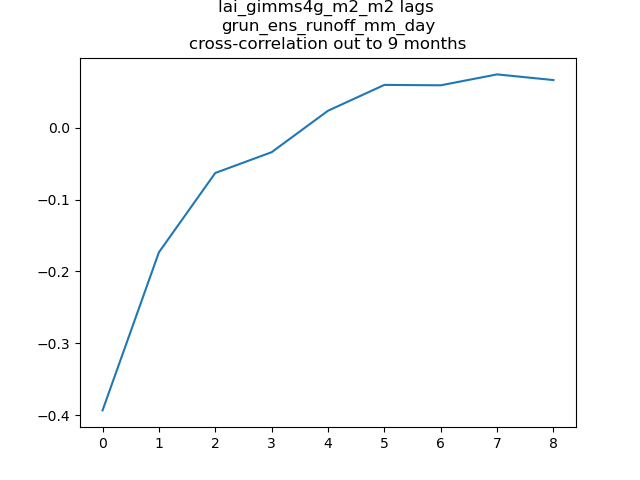 lai_gimms4g_m2_m2 lags
grun_ens_runoff_mm_day
cross-correlation out to 9 months
0.0
−0.1
−0.2
−0.3
−0.4
0 1 2 3 4 5 6 7 8